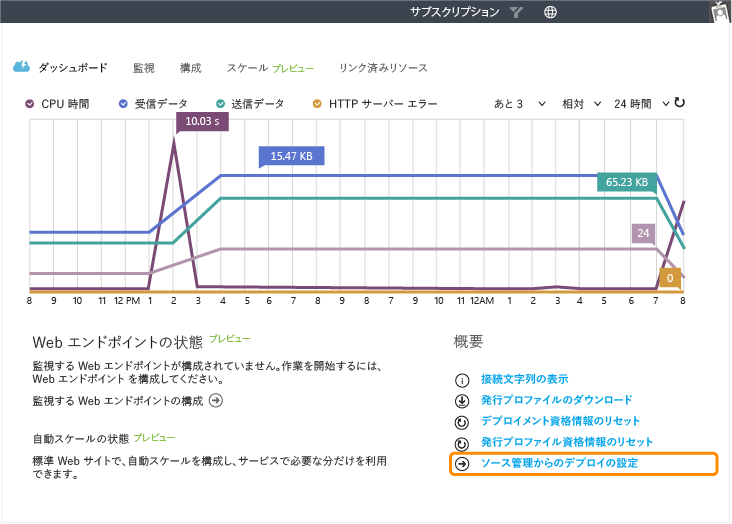 サブスクリプション
ダッシュボード 監視 構成 スケール プレビュー リンク済みリソース
CPU 時間 受信データ 送信データ HTTP サーバー エラー あと 3 相対 24 時間
10.03 s
15.47 KB
65.23 KB
24
0
8 9 10 11 12 PM 1 2 3 4 5 6 7 8 9 8 9 10 11 12AM 1 2 3 4 5 6 7 8
Web エンドポイントの状態 プレビュー
監視する Web エンドポイントが構成されていません。作業を開始するには、
Web エンドポイント を構成してください。
監視する Web エンドポイントの構成
自動スケールの状態 プレビュー
標準 Web サイトで、自動スケールを構成し、サービスで必要な分だけを利用
できます。
概要
接続文字列の表示
発行プロファイルのダウンロード
デプロイメント資格情報のリセット
発行プロファイル資格情報のリセット
ソース管理からのデプロイの設定